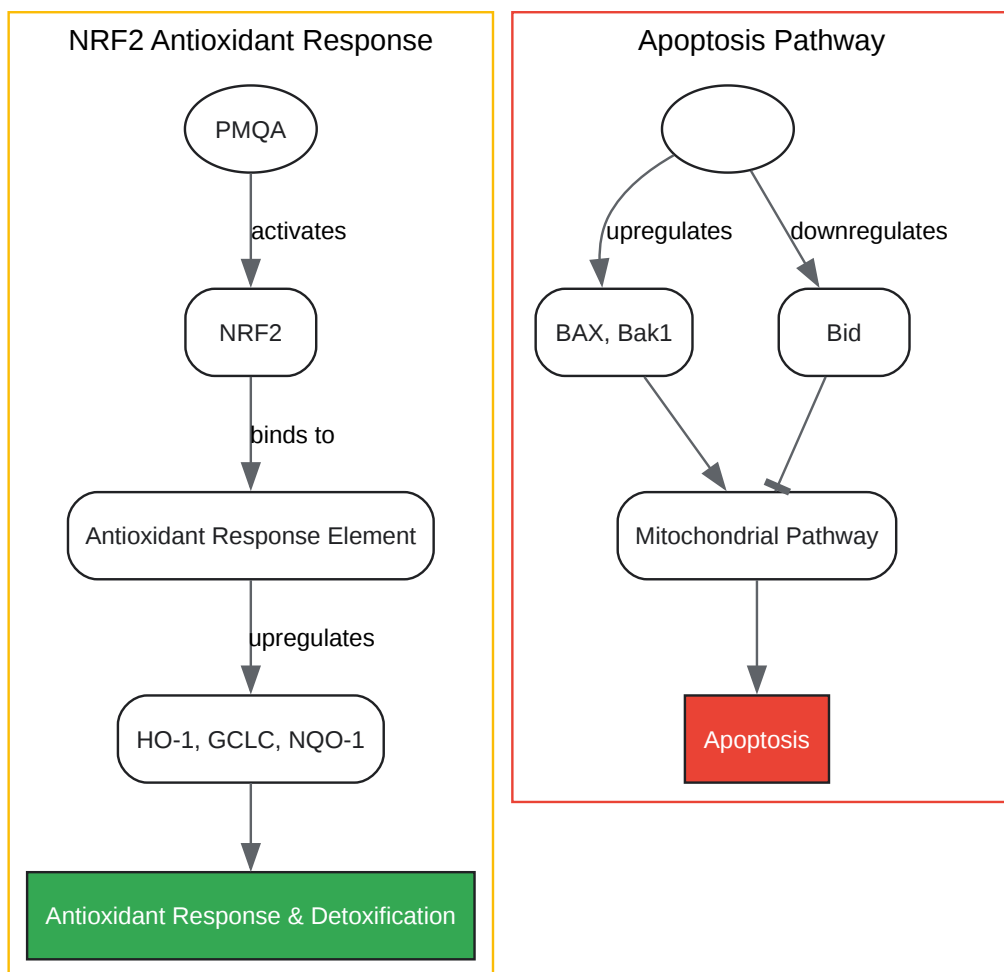 NRF2 Antioxidant Response
PMQA
activates
NRF2
binds to
Antioxidant Response Element
upregulates
HO-1, GCLC, NQO-1
Antioxidant Response & Detoxification
Apoptosis Pathway
upregulates
downregulates
BAX, Bak1
Bid
Mitochondrial Pathway
Apoptosis